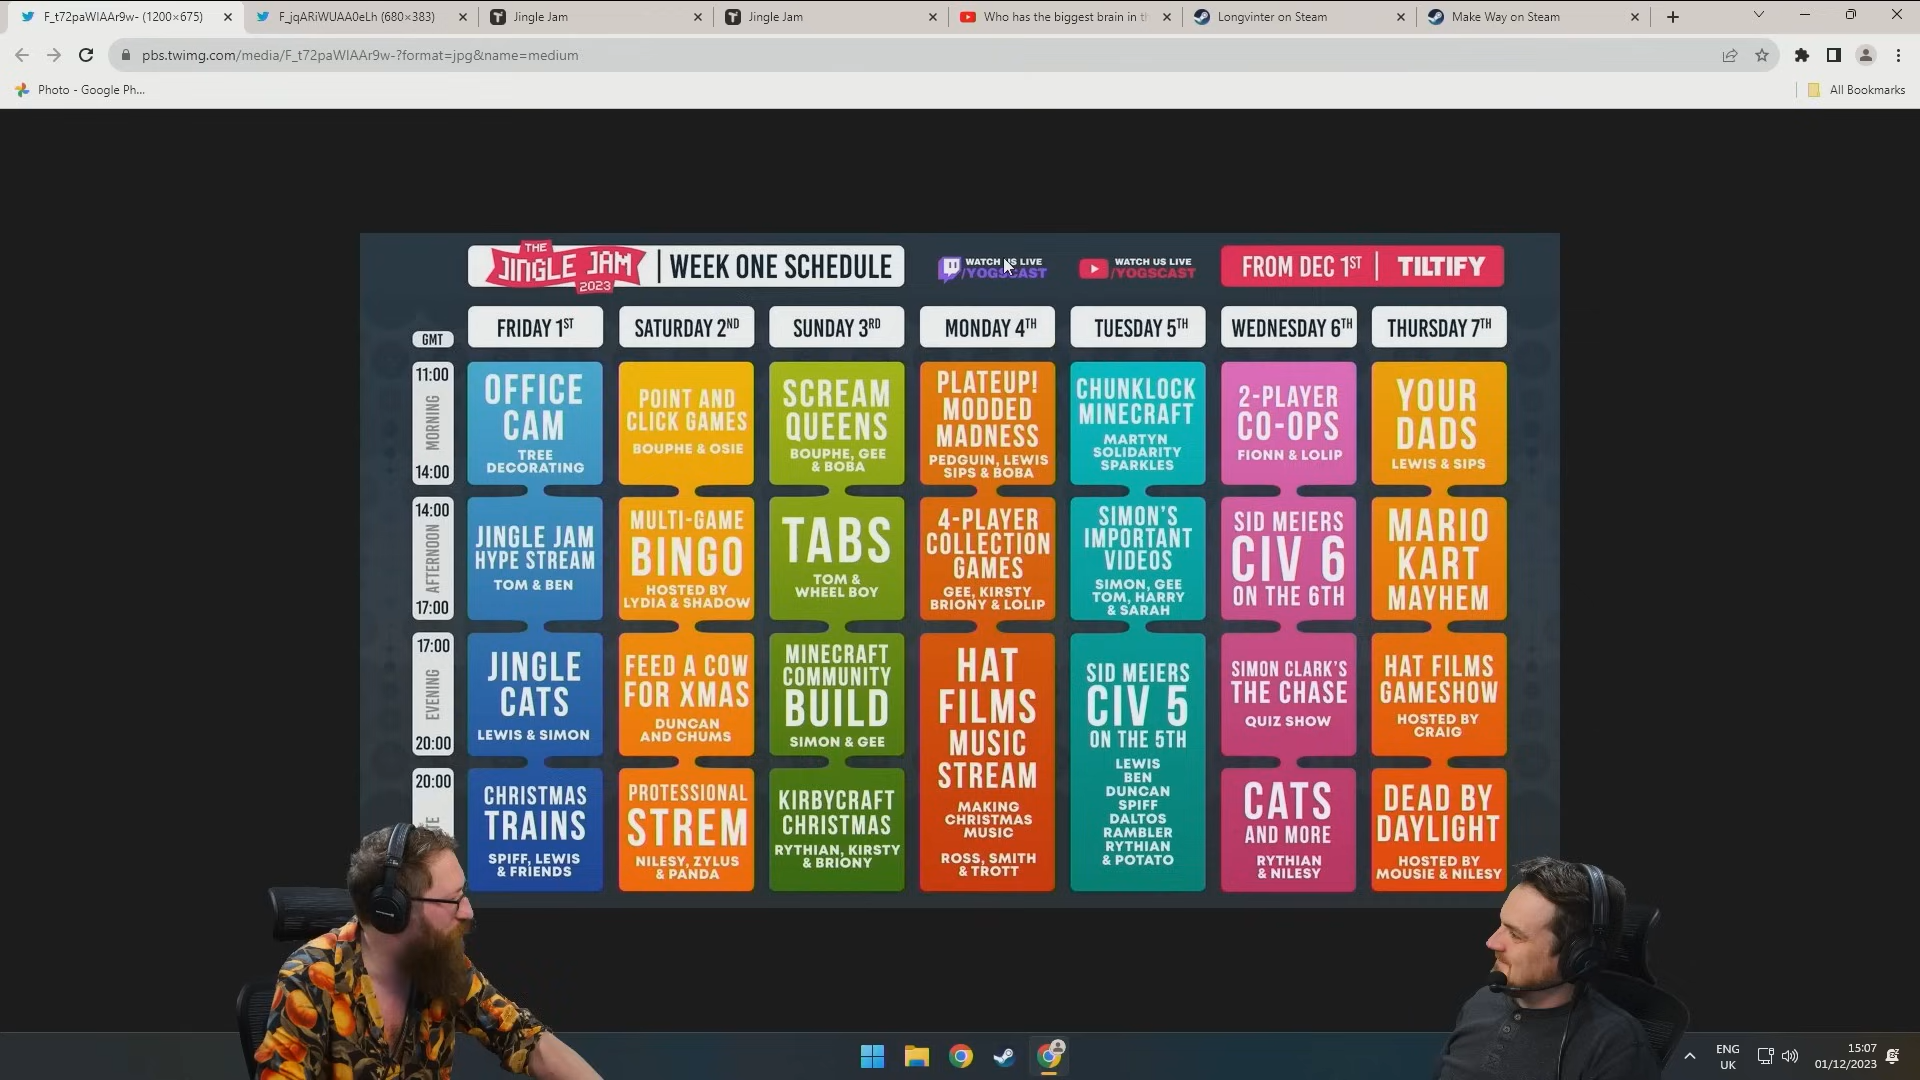 F_t72paWIAAr9w- (1200×675)
F_jqARiWUAA0eLh (680×383)
Jingle Jam
Jingle Jam
Who has the biggest brain in th
Longvinter on Steam
Make Way on Steam
pbs.twimg.com/media/F_t72paWIAAr9w-?format=jpg&name=medium
Photo - Google Ph...
All Bookmarks
THE
JINGLE JAM
2023
WEEK ONE SCHEDULE
WATCH US LIVE
/YOGSCAST
WATCH US LIVE
/YOGSCAST
FROM DEC 1ST | TILTIFY
GMT
FRIDAY 1ST
SATURDAY 2ND
SUNDAY 3RD
MONDAY 4TH
TUESDAY 5TH
WEDNESDAY 6TH
THURSDAY 7TH
11:00
MORNING
14:00
OFFICE
CAM
TREE
DECORATING
POINT AND
CLICK GAMES
BOUPHE & OSIE
SCREAM
QUEENS
BOUPHE, GEE
& BOBA
PLATEUP!
MODDED
MADNESS
PEDGUIN, LEWIS
SIPS & BOBA
CHUNKLOCK
MINECRAFT
MARTYN
SOLIDARITY
SPARKLES
2-PLAYER
CO-OPS
FIONN & LOLIP
YOUR
DADS
LEWIS & SIPS
14:00
AFTERNOON
17:00
JINGLE JAM
HYPE STREAM
TOM & BEN
MULTI-GAME
BINGO
HOSTED BY
LYDIA & SHADOW
TABS
TOM &
WHEEL BOY
4-PLAYER
COLLECTION
GAMES
GEE, KIRSTY
BRIONY & LOLIP
SIMON'S
IMPORTANT
VIDEOS
SIMON, GEE
TOM, HARRY
& SARAH
SID MEIERS
CIV 6
ON THE 6TH
MARIO
KART
MAYHEM
17:00
EVENING
20:00
JINGLE
CATS
LEWIS & SIMON
FEED A COW
FOR XMAS
DUNCAN
AND CHUMS
MINECRAFT
COMMUNITY
BUILD
SIMON & GEE
HAT
FILMS
MUSIC
STREAM
MAKING
CHRISTMAS
MUSIC
ROSS, SMITH
& TROTT
SID MEIERS
CIV 5
ON THE 5TH
LEWIS
BEN
DUNCAN
SPIFF
DALTOS
RAMBLER
RYTHIAN
& POTATO
SIMON CLARK'S
THE CHASE
QUIZ SHOW
HAT FILMS
GAMESHOW
HOSTED BY
CRAIG
20:00
CHRISTMAS
TRAINS
SPIFF, LEWIS
& FRIENDS
PROTESSIONAL
STREM
NILESY, ZYLUS
& PANDA
KIRBYCRAFT
CHRISTMAS
RYTHIAN, KIRSTY
& BRIONY
CATS
AND MORE
RYTHIAN
& NILESY
DEAD BY
DAYLIGHT
HOSTED BY
MOUSIE & NILESY
ENG
UK
15:07
01/12/2023